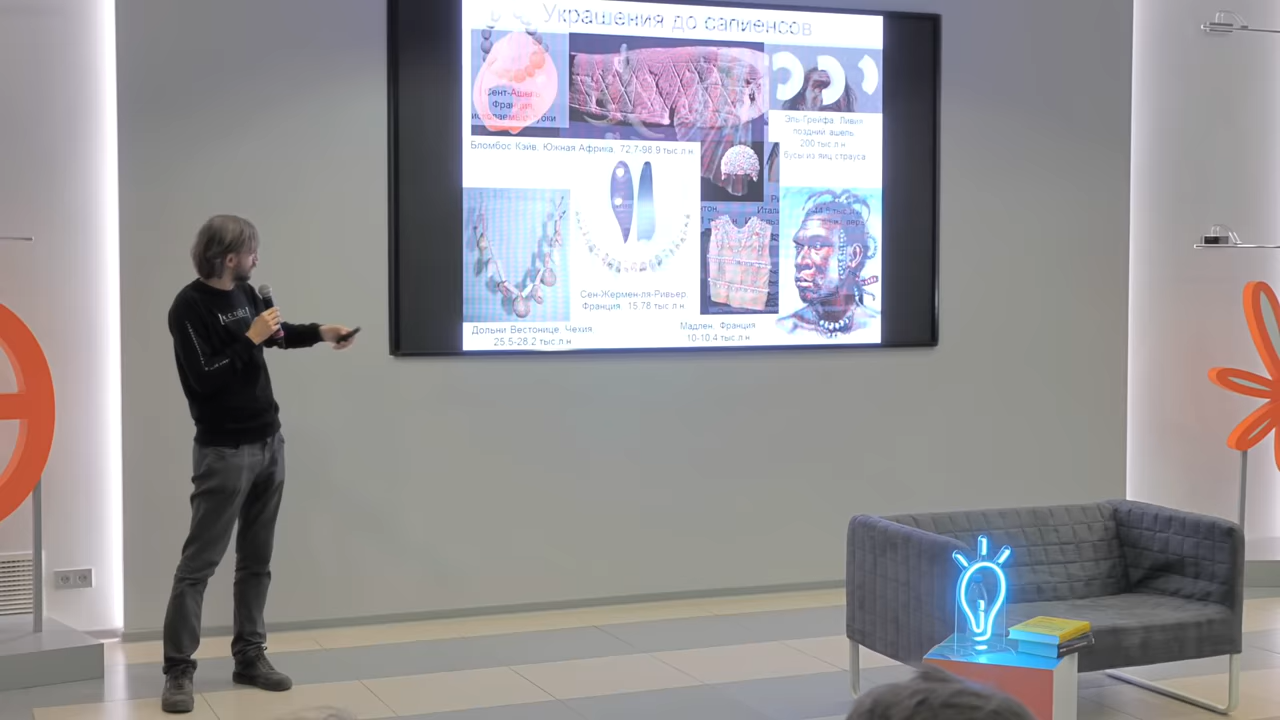 Украшения до сапиенсов
Сент-Ашель,
Франция,
Бломбос Кэйв, Южная Африка, 72.7-98.9 тыс.л.н.
Эль-Грейфа, Ливия
поздний ашель
200 тыс.л.н.
бусы из яиц страуса
Сен-Жермен-ля-Ривьер,
Франция 15.78 тыс.л.н.
Дольни Вестонице, Чехия
25.5-28.2 тыс.л.н.
Мадлен, Франция
10-10.4 тыс.л.н.